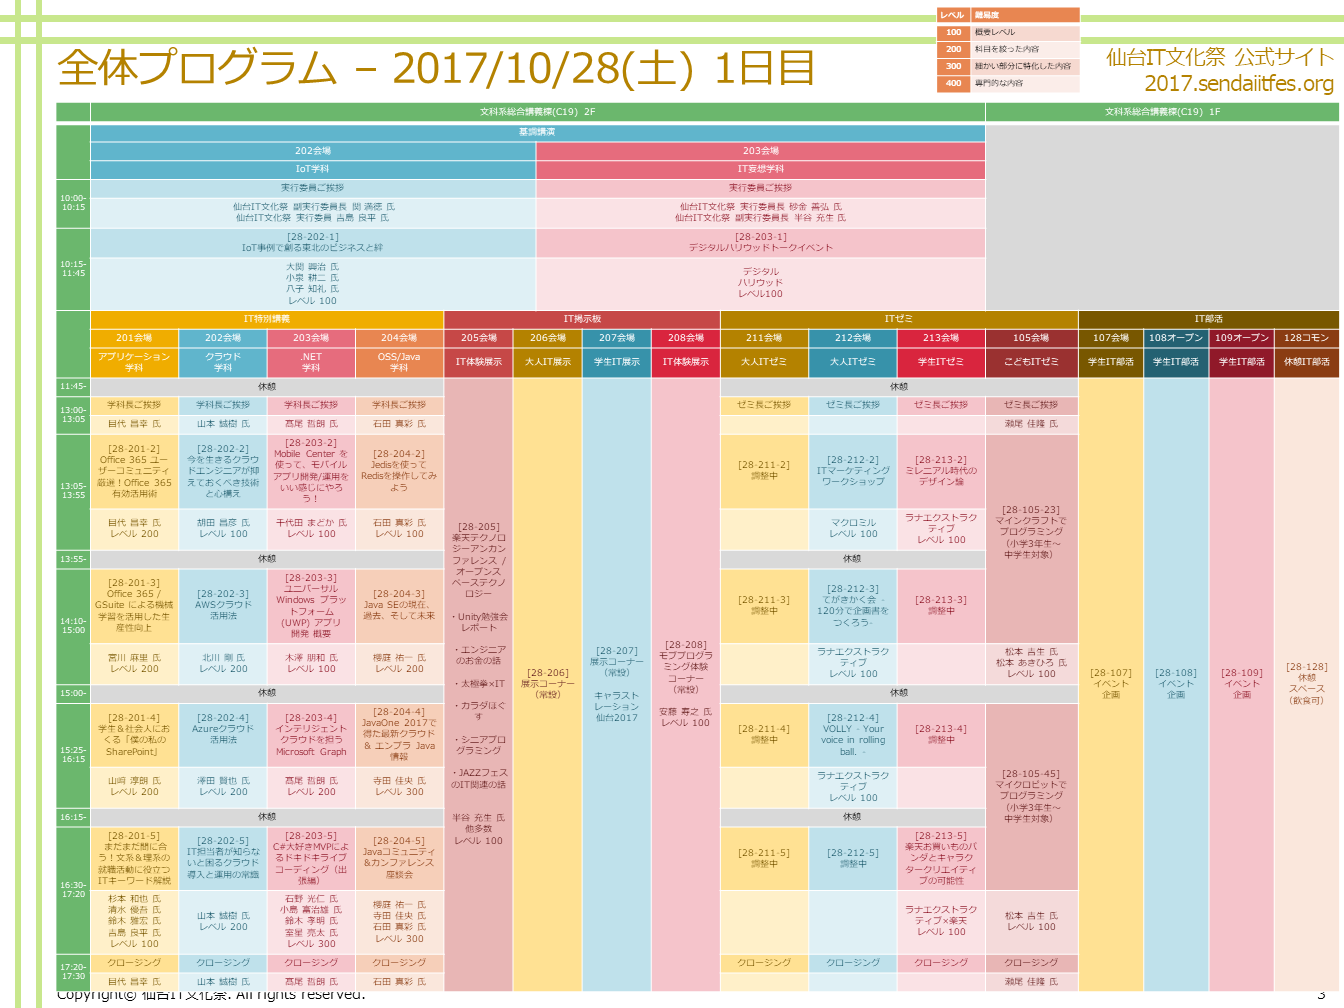 レベル 難易度
100 概要レベル
200 科目を絞った内容
300 細かい部分に特化した内容
400 専門的な内容
全体プログラム – 2017/10/28(土) 1日目
仙台IT文化祭 公式サイト
2017.sendaiitfes.org
文科系総合講義棟(C19) 2F
文科系総合講義棟(C19) 1F
基調講演
202会場
203会場
IoT学科
IT妄想学科
10:00-
10:15
実行委員ご挨拶
実行委員ご挨拶
仙台IT文化祭 副実行委員長 関 満徳 氏
仙台IT文化祭 実行委員 吉島 良平 氏
仙台IT文化祭 実行委員長 砂金 善弘 氏
仙台IT文化祭 副実行委員長 半谷 充生 氏
10:15-
11:45
[28-202-1]
IoT事例で創る東北のビジネスと絆
[28-203-1]
デジタルハリウッドトークイベント
大関 興治 氏
小泉 耕二 氏
八子 知礼 氏
レベル 100
デジタル
ハリウッド
レベル100
IT特別講義
IT掲示板
ITゼミ
IT部活
201会場
202会場
203会場
204会場
205会場
206会場
207会場
208会場
211会場
212会場
213会場
105会場
107会場
108オープン
109オープン
128コモン
アプリケーション
学科
クラウド
学科
.NET
学科
OSS/Java
学科
IT体験展示
大人IT展示
学生IT展示
IT体験展示
大人ITゼミ
大人ITゼミ
学生ITゼミ
こどもITゼミ
学生IT部活
学生IT部活
学生IT部活
休憩IT部活
11:45-
休憩
休憩
13:00-
13:05
学科長ご挨拶
学科長ご挨拶
学科長ご挨拶
学科長ご挨拶
ゼミ長ご挨拶
ゼミ長ご挨拶
ゼミ長ご挨拶
ゼミ長ご挨拶
目代 昌幸 氏
山本 誠樹 氏
髙尾 哲朗 氏
石田 真彩 氏
瀬尾 佳隆 氏
13:05-
13:55
[28-201-2]
Office 365 ユー
ザーコミュニティ
厳選！Office 365
有効活用術
[28-202-2]
今を生きるクラウ
ドエンジニアが抑
えておくべき技術
と心構え
[28-203-2]
Mobile Center を
使って、モバイル
アプリ開発/運用を
いい感じにやろ
う！
[28-204-2]
Jedisを使って
Redisを操作してみ
よう
[28-211-2]
調整中
[28-212-2]
ITマーケティング
ワークショップ
[28-213-2]
ミレニアル時代の
デザイン論
目代 昌幸 氏
レベル 200
胡田 昌彦 氏
レベル 100
千代田 まどか 氏
レベル 100
石田 真彩 氏
レベル 100
マクロミル
レベル 100
ラナエクストラク
ティブ
レベル 100
[28-105-23]
マインクラフトで
プログラミング
（小学3年生～
中学生対象）
13:55-
休憩
休憩
14:10-
15:00
[28-201-3]
Office 365 /
GSuite による機械
学習を活用した生
産性向上
[28-202-3]
AWSクラウド
活用法
[28-203-3]
ユニバーサル
Windows プラッ
トフォーム
(UWP) アプリ
開発 概要
[28-204-3]
Java SEの現在、
過去、そして未来
[28-211-3]
調整中
[28-212-3]
てがきかく会 -
120分で企画書を
つくろう-
[28-213-3]
調整中
宮川 麻里 氏
レベル 200
北川 剛 氏
レベル 200
木澤 朋和 氏
レベル 100
櫻庭 祐一 氏
レベル 200
ラナエクストラク
ティブ
レベル 100
松本 吉生 氏
松本 あきひろ 氏
レベル 100
[28-205]
楽天テクノロ
ジーアンカン
ファレンス /
オープンス
ペーステクノ
ロジー
・Unity勉強会
レポート
・エンジニア
のお金の話
・太極拳×IT
・カラダほぐ
す
・シニアプロ
グラミング
・JAZZフェス
のIT関連の話
半谷 充生 氏
他多数
レベル 100
[28-206]
展示コーナー
（常設）
[28-207]
展示コーナー
（常設）
キャラスト
レーション
仙台2017
[28-208]
モブプログラ
ミング体験
コーナー
（常設）
安藤 寿之 氏
レベル 100
[28-107]
イベント
企画
[28-108]
イベント
企画
[28-109]
イベント
企画
[28-128]
休憩
スペース
（飲食可）
15:00-
休憩
休憩
15:25-
16:15
[28-201-4]
学生＆社会人にお
くる「僕の私の
SharePoint」
[28-202-4]
Azureクラウド
活用法
[28-203-4]
インテリジェント
クラウドを担う
Microsoft Graph
[28-204-4]
JavaOne 2017で
得た最新クラウド
& エンプラ Java
情報
[28-211-4]
調整中
[28-212-4]
VOLLY - Your
voice in rolling
ball. -
[28-213-4]
調整中
山﨑 淳朗 氏
レベル 200
澤田 賢也 氏
レベル 200
髙尾 哲朗 氏
レベル 200
寺田 佳央 氏
レベル 300
ラナエクストラク
ティブ
レベル 100
[28-105-45]
マイクロビットで
プログラミング
（小学3年生～
中学生対象）
16:15-
休憩
休憩
16:30-
17:20
[28-201-5]
まだまだ間に合
う！文系＆理系の
就職活動に役立つ
ITキーワード解説
[28-202-5]
IT担当者が知らな
いと困るクラウド
導入と運用の常識
[28-203-5]
C#大好きMVPによ
るドキドキライブ
コーディング（出
張編）
[28-204-5]
Javaコミュニティ
&カンファレンス
座談会
[28-211-5]
調整中
[28-212-5]
調整中
[28-213-5]
楽天お買いものパ
ンダとキャラク
タークリエイティ
ブの可能性
杉本 和也 氏
清水 優吾 氏
鈴木 雅宏 氏
吉島 良平 氏
レベル 100
山本 誠樹 氏
レベル 200
石野 光仁 氏
小島 富治雄 氏
鈴木 孝明 氏
室星 亮太 氏
レベル 300
櫻庭 祐一 氏
寺田 佳央 氏
石田 真彩 氏
レベル 300
ラナエクストラク
ティブ×楽天
レベル 100
松本 吉生 氏
レベル 100
17:20-
17:30
クロージング
クロージング
クロージング
クロージング
クロージング
クロージング
クロージング
クロージング
目代 昌幸 氏
山本 誠樹 氏
髙尾 哲朗 氏
石田 真彩 氏
瀬尾 佳隆 氏
Copyright© 仙台IT文化祭. All rights reserved.
3